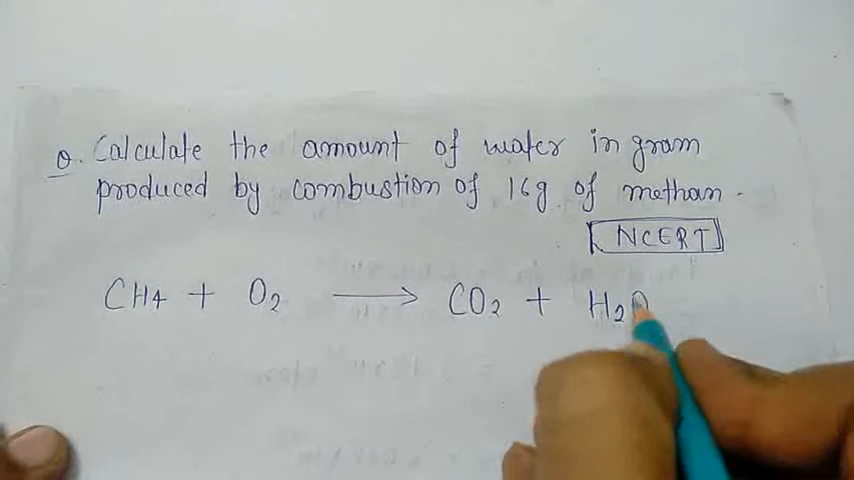 Q. Calculate the amount of water in gram
produced by combustion of 16g of methan.
[NCERT]
CH4 + O2 → CO2 + H2O